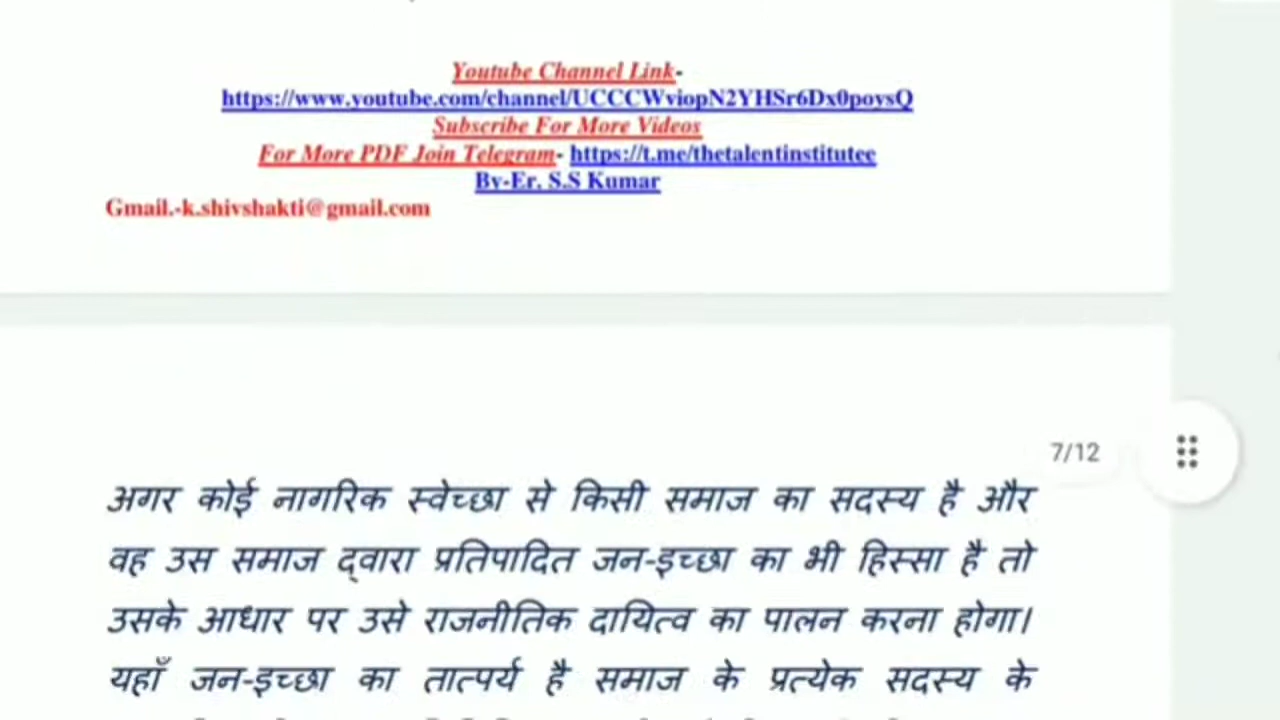 Youtube Channel Link-
https://www.youtube.com/channel/UCCCWviopN2YHSr6Dx0poysQ
Subscribe For More Videos
For More PDF Join Telegram- https://t.me/thetalentinstitutee
By-Er. S.S Kumar
Gmail.-k.shivshakti@gmail.com
7/12
अगर कोई नागरिक स्वेच्छा से किसी समाज का सदस्य है और
वह उस समाज द्वारा प्रतिपादित जन-इच्छा का भी हिस्सा है तो
उसके आधार पर उसे राजनीतिक दायित्व का पालन करना होगा।
यहाँ जन-इच्छा का तात्पर्य है समाज के प्रत्येक सदस्य के